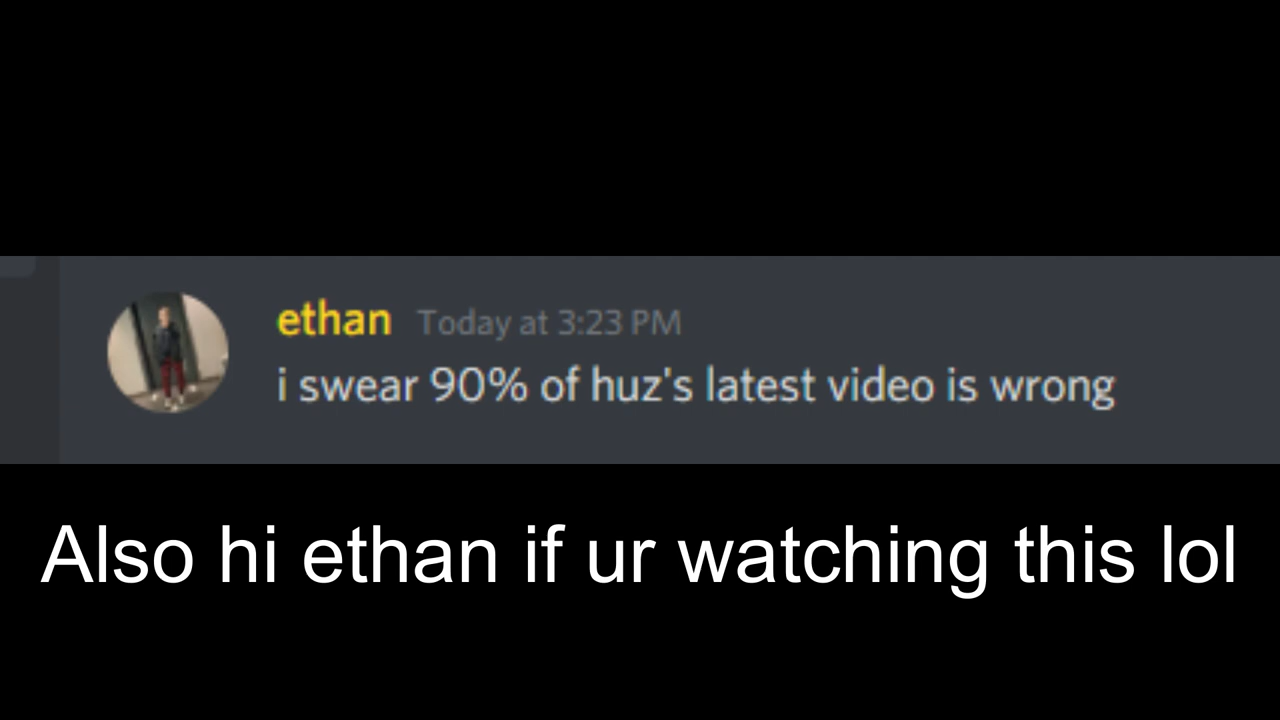 ethan Today at 3:23 PM
i swear 90% of huz's latest video is wrong
Also hi ethan if ur watching this lol